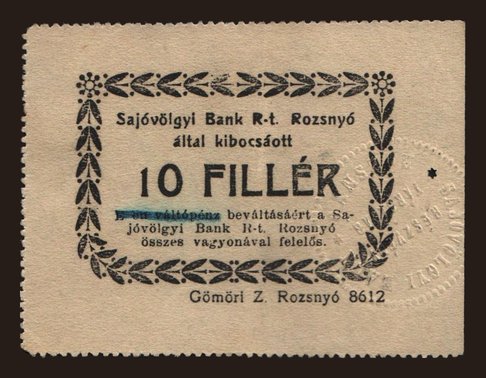 Sajóvölgyi Bank R-t. Rozsnyó
által kibocsáott
10 FILLÉR
váltópénz beváltásáért a Sa-
jóvölgyi Bank R-t. Rozsnyó
összes vagyonával felelős.
Gömöri Z. Rozsnyó 8612
SAJÓVÖLGYI